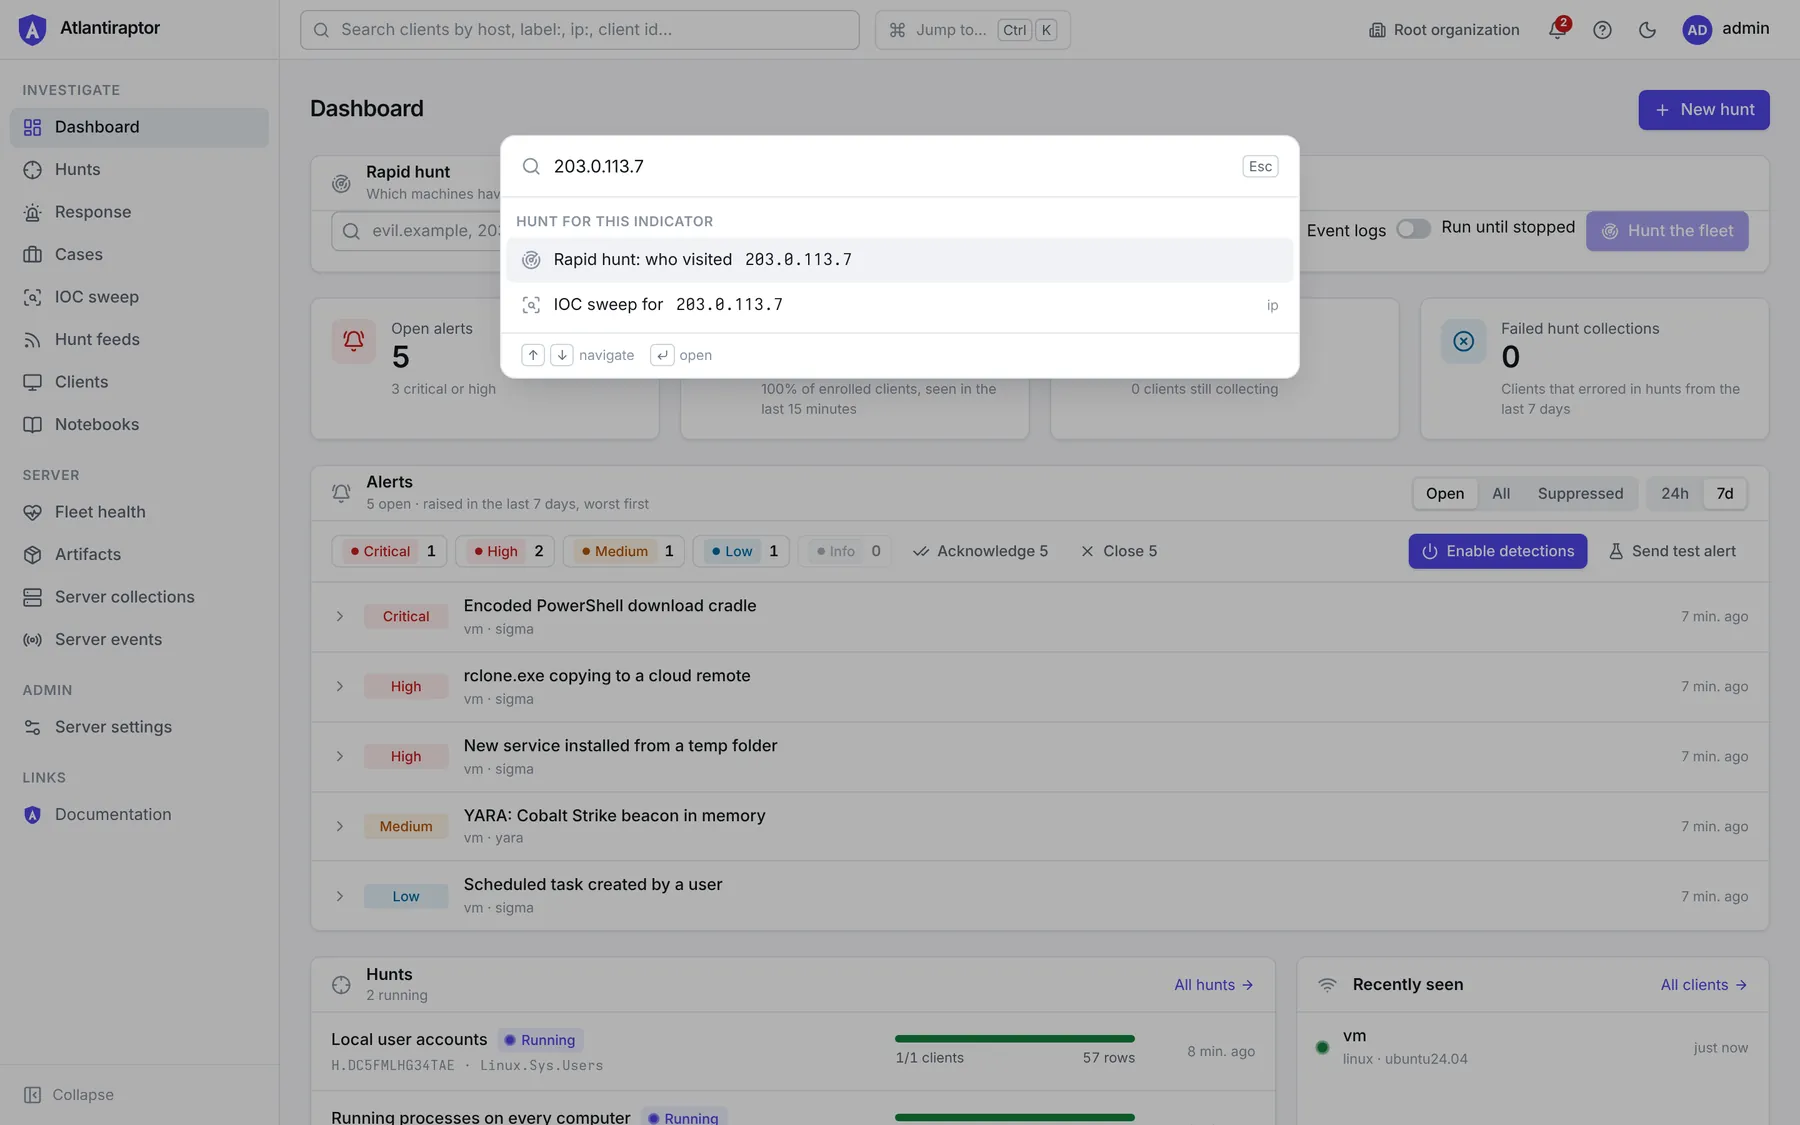 Atlantiraptor
Search clients by host, label:, ip:, client id...
Jump to... Ctrl K
Root organization
2
AD admin
INVESTIGATE
Dashboard
Hunts
Response
Cases
IOC sweep
Hunt feeds
Clients
Notebooks
SERVER
Fleet health
Artifacts
Server collections
Server events
ADMIN
Server settings
LINKS
Documentation
Collapse
Dashboard
New hunt
Rapid hunt
Which machines hav
evil.example, 203
Event logs
Run until stopped
Hunt the fleet
203.0.113.7
Esc
HUNT FOR THIS INDICATOR
Rapid hunt: who visited 203.0.113.7
IOC sweep for 203.0.113.7 ip
navigate
open
Open alerts
5
3 critical or high
100% of enrolled clients, seen in the
last 15 minutes
0 clients still collecting
Failed hunt collections
0
Clients that errored in hunts from the
last 7 days
Alerts
5 open · raised in the last 7 days, worst first
Open All Suppressed 24h 7d
Critical 1 High 2 Medium 1 Low 1 Info 0 Acknowledge 5 Close 5
Enable detections Send test alert
Critical
Encoded PowerShell download cradle
vm · sigma
7 min. ago
High
rclone.exe copying to a cloud remote
vm · sigma
7 min. ago
High
New service installed from a temp folder
vm · sigma
7 min. ago
Medium
YARA: Cobalt Strike beacon in memory
vm · yara
7 min. ago
Low
Scheduled task created by a user
vm · sigma
7 min. ago
Hunts
2 running
All hunts →
Local user accounts Running
H.DC5FMLHG34TAE · Linux.Sys.Users
1/1 clients 57 rows
8 min. ago
Running processes on every computer Running
Recently seen
All clients →
vm
linux · ubuntu24.04
just now